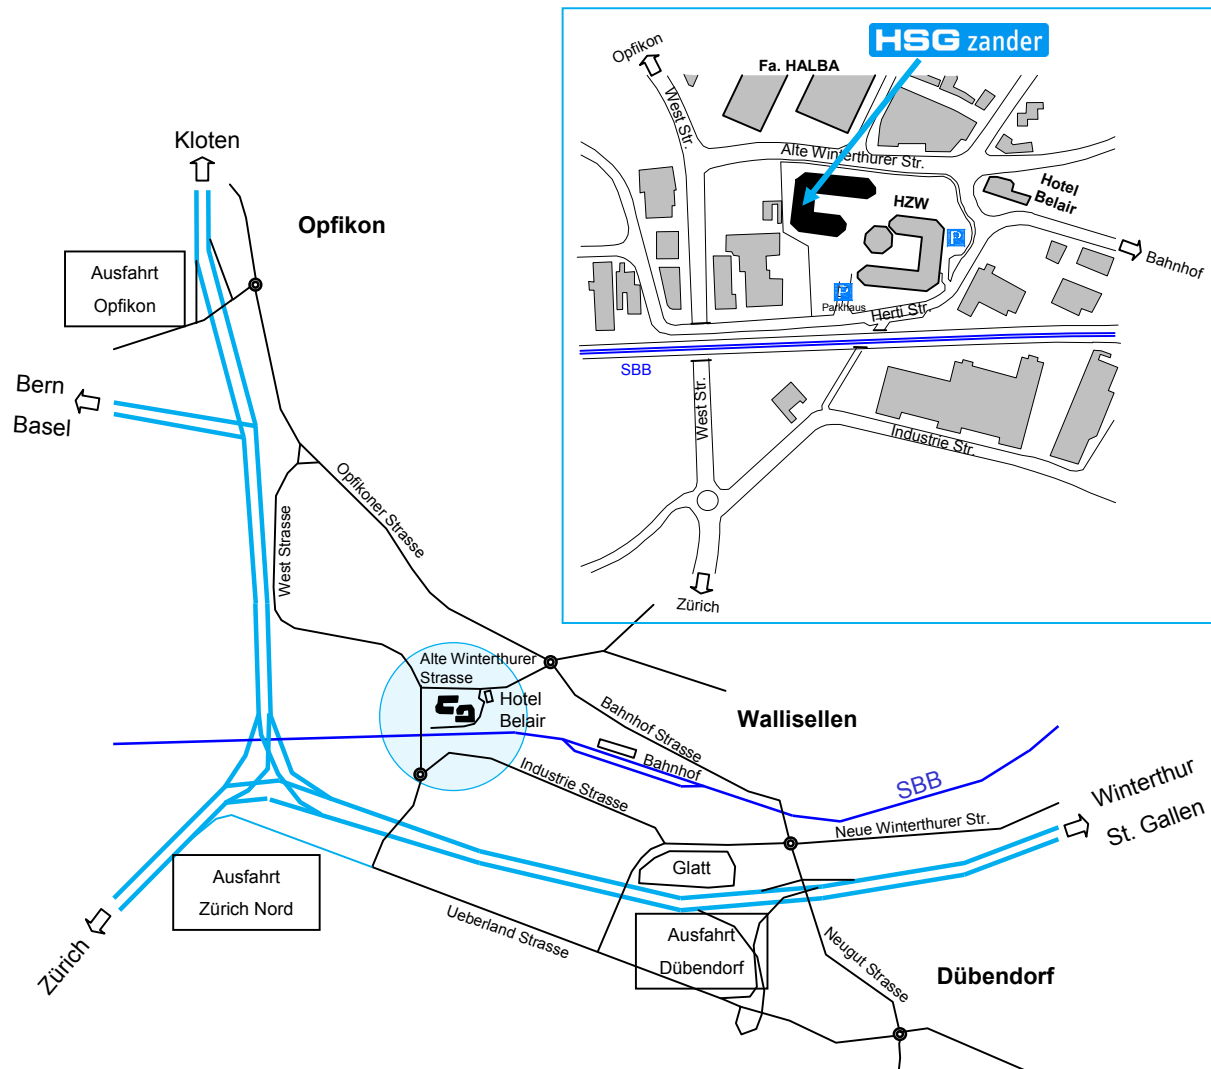 HSG zander
Opfikon
Fa. HALBA
West Str.
Alte Winterthurer Str.
Hotel
Belair
HZW
P
Bahnhof
P
Parkhaus
Herti Str.
SBB
West Str.
Industrie Str.
Zürich
Kloten
Opfikon
Ausfahrt
Opfikon
Bern
Basel
Opfikoner Strasse
West Strasse
Alte Winterthurer
Strasse
Hotel
Belair
Bahnhof Strasse
Wallisellen
Bahnhof
Industrie Strasse
SBB
Winterthur
St. Gallen
Neue Winterthurer Str.
Glatt
Ausfahrt
Zürich Nord
Zürich
Ueberland Strasse
Ausfahrt
Dübendorf
Neugut Strasse
Dübendorf